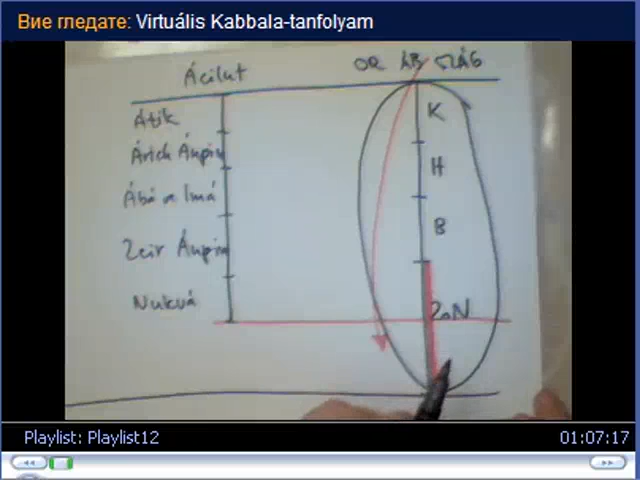 Вие гледате: Virtuális Kabbala-tanfolyam
Ácilut
OR ÁB SZÁG
Átik
Árich Ánpin
Ábá a Imá
Zeir Ánpin
Nukvá
K
H
B
ZoN
Playlist: Playlist12
01:07:17